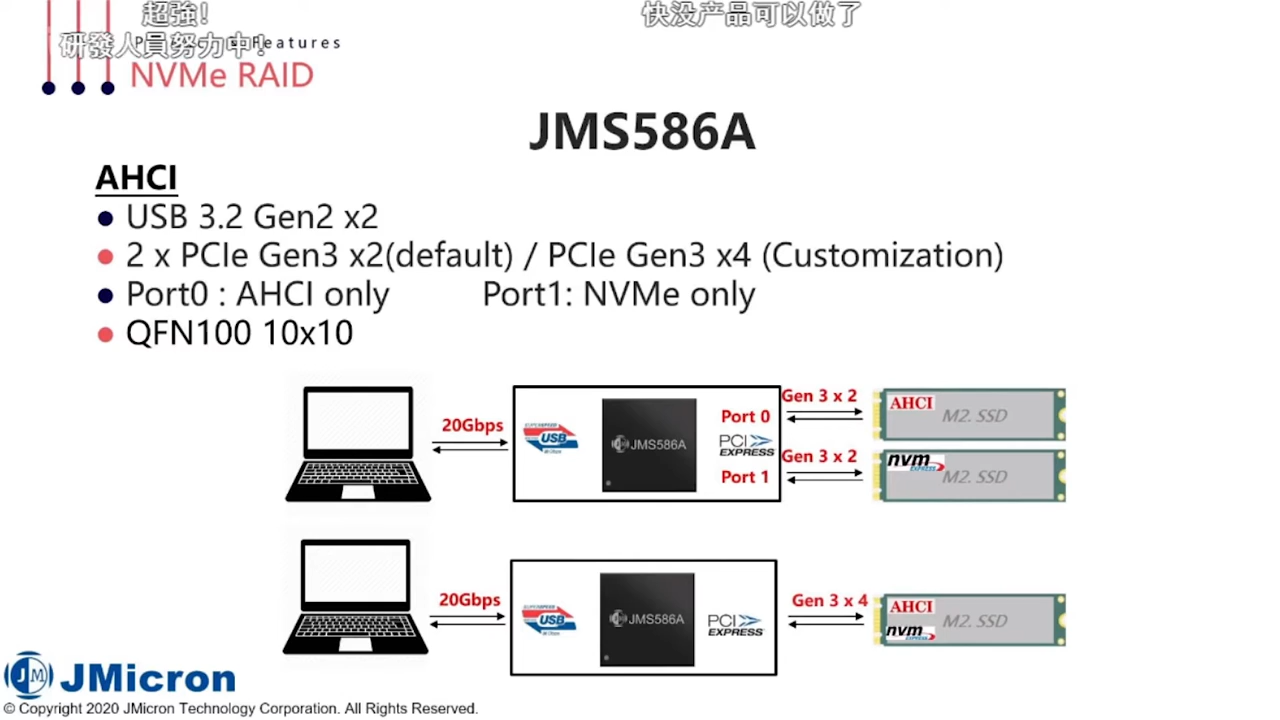 超強!
快没产品可以做了
研發人員努力中!
Features
NVMe RAID
JMS586A
AHCI
● USB 3.2 Gen2 x2
● 2 x PCIe Gen3 x2(default) / PCIe Gen3 x4 (Customization)
● Port0 : AHCI only Port1: NVMe only
● QFN100 10x10
20Gbps
USB
JMS586A
Port 0
PCI EXPRESS
Port 1
Gen 3 x 2
AHCI
M2. SSD
Gen 3 x 2
nvm EXPRESS
M2. SSD
20Gbps
SUPERSPEED
USB
JMS586A
PCI EXPRESS
Gen 3 x 4
AHCI
nvm
M2. SSD
JM JMicron
© Copyright 2020 JMicron Technology Corporation. All Rights Reserved.